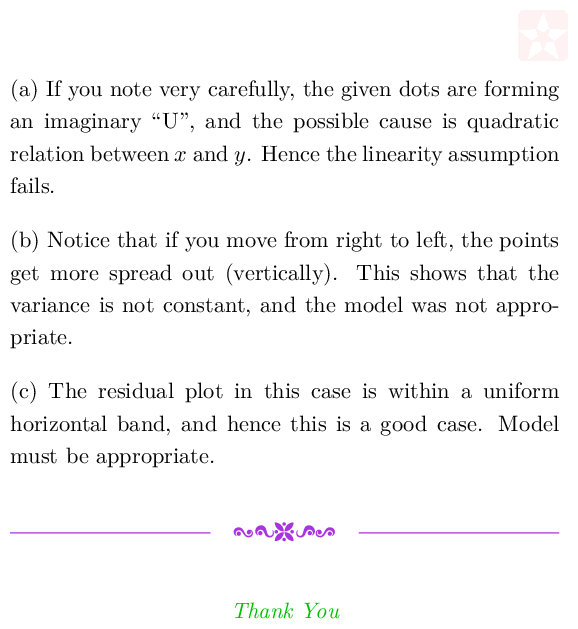 (a) If you note very carefully, the given dots are forming
an imaginary “U”, and the possible cause is quadratic
relation between x and y. Hence the linearity assumption
fails.
(b) Notice that if you move from right to left, the points
get more spread out (vertically). This shows that the
variance is not constant, and the model was not appro-
priate.
(c) The residual plot in this case is within a uniform
horizontal band, and hence this is a good case. Model
must be appropriate.
Thank You